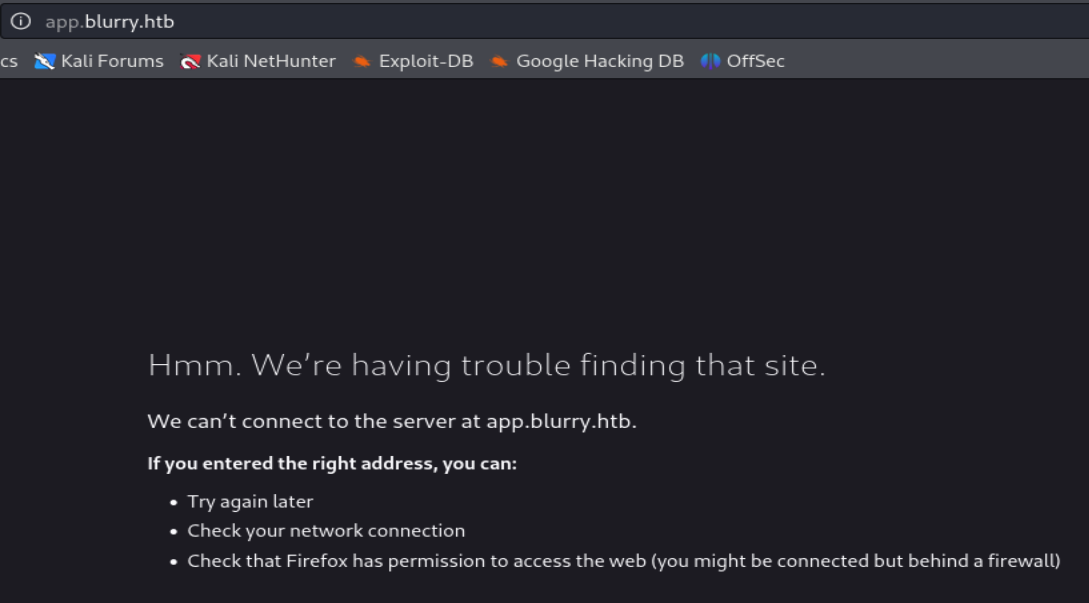 app.blurry.htb
cs Kali Forums Kali NetHunter Exploit-DB Google Hacking DB OffSec
Hmm. We’re having trouble finding that site.
We can’t connect to the server at app.blurry.htb.
If you entered the right address, you can:
• Try again later
• Check your network connection
• Check that Firefox has permission to access the web (you might be connected but behind a firewall)